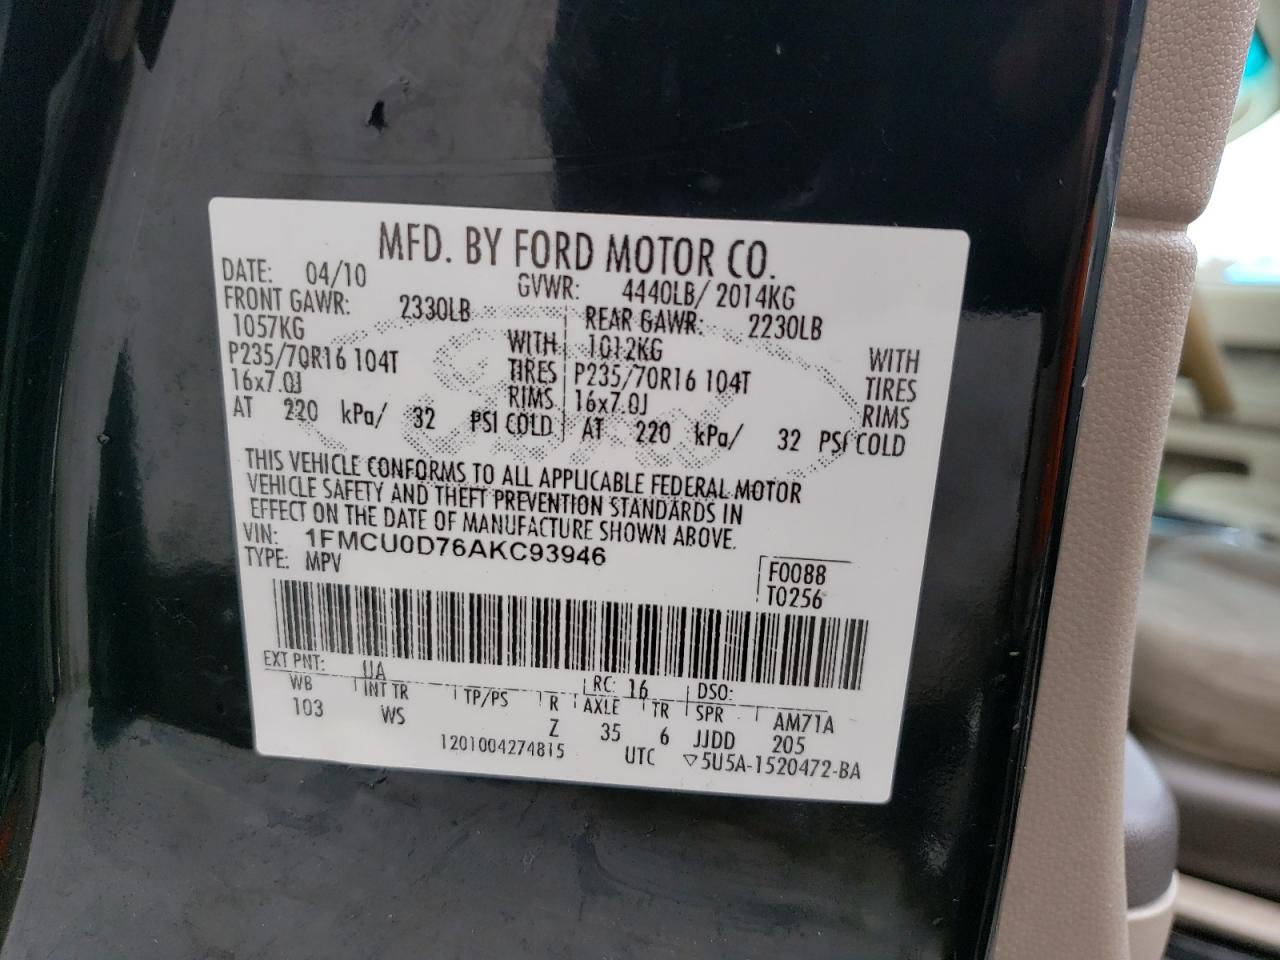 MFD. BY FORD MOTOR CO.
DATE: 04/10 GVWR: 4440LB/ 2014KG
FRONT GAWR: 2330LB REAR GAWR: 2230LB
1057KG WITH 1012KG WITH
P235/70R16 104T TIRES P235/70R16 104T TIRES
16x7.0J RIMS 16x7.0J RIMS
AT 220 kPa/ 32 PSI COLD AT 220 kPa/ 32 PSI COLD
THIS VEHICLE CONFORMS TO ALL APPLICABLE FEDERAL MOTOR
VEHICLE SAFETY AND THEFT PREVENTION STANDARDS IN
EFFECT ON THE DATE OF MANUFACTURE SHOWN ABOVE.
VIN: 1FMCU0D76AKC93946
TYPE: MPV
F0088
T0256
EXT PNT: UA RC: 16 DSO:
WB INT TR TP/PS R AXLE TR SPR AM71A
103 WS Z 35 6 JJDD 205
1201004274815 UTC ▽5U5A-1520472-BA